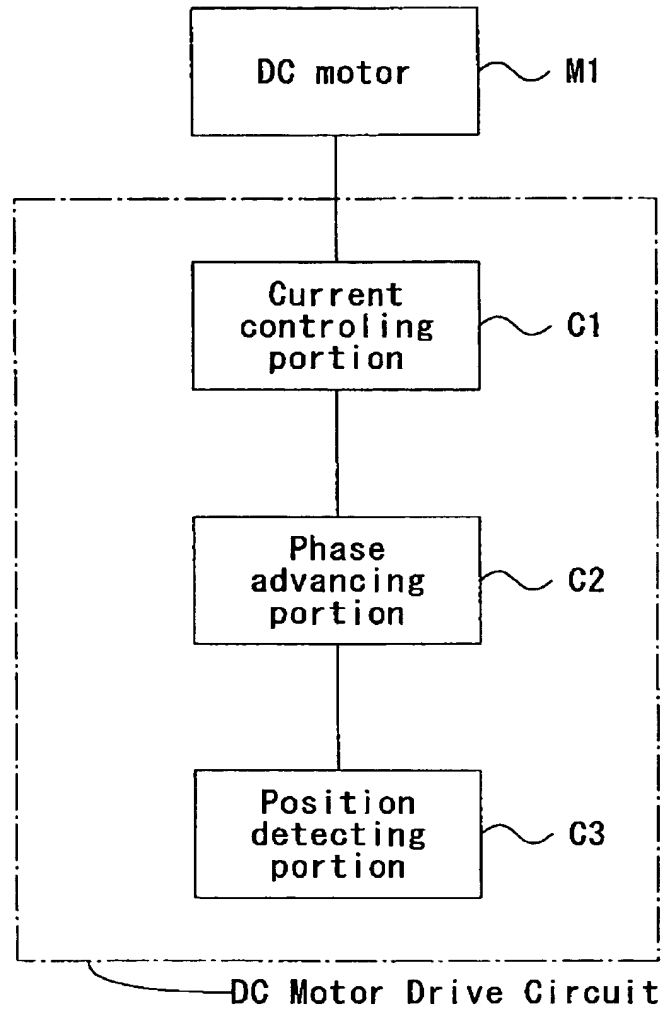 DC motor
M1
Current
controling
portion
C1
Phase
advancing
portion
C2
Position
detecting
portion
C3
DC Motor Drive Circuit